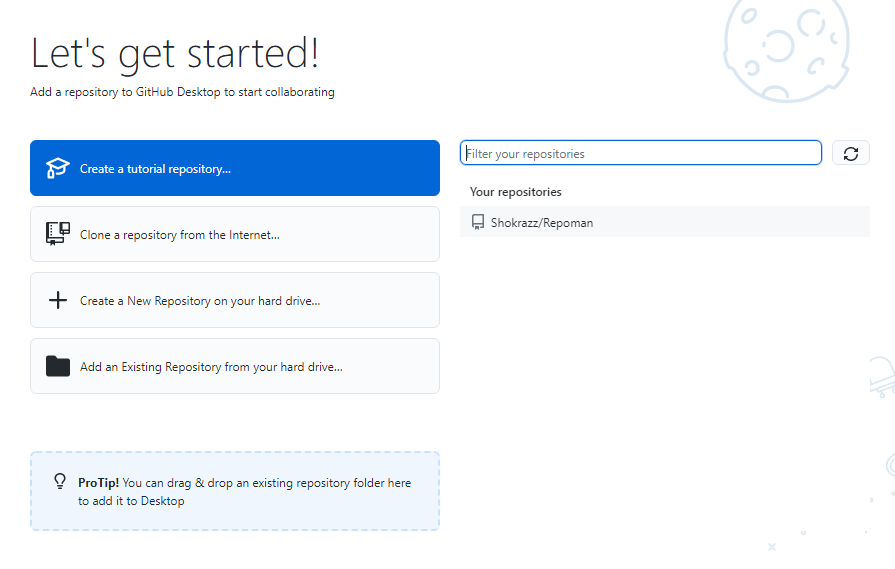 Let's get started!
Add a repository to GitHub Desktop to start collaborating
Create a tutorial repository...
Clone a repository from the Internet...
Create a New Repository on your hard drive...
Add an Existing Repository from your hard drive...
ProTip! You can drag & drop an existing repository folder here
to add it to Desktop
Filter your repositories
Your repositories
Shokrazz/Repoman